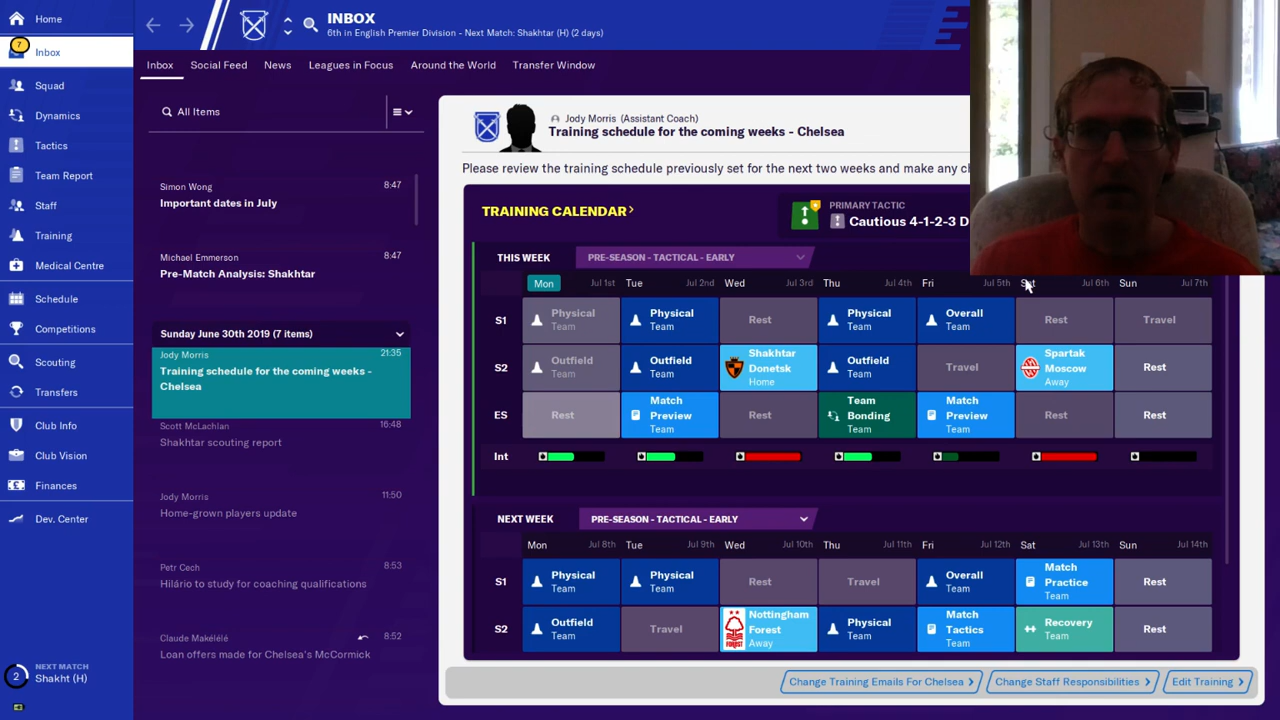 Home
7
Inbox
Squad
Dynamics
Tactics
Team Report
Staff
Training
Medical Centre
Schedule
Competitions
Scouting
Transfers
Club Info
Club Vision
Finances
Dev. Center
2
NEXT MATCH
Shakht (H)
INBOX
6th in English Premier Division - Next Match: Shakhtar (H) (2 days)
Inbox Social Feed News Leagues in Focus Around the World Transfer Window
All Items
Simon Wong 8:47
Important dates in July
Michael Emmerson 8:47
Pre-Match Analysis: Shakhtar
Sunday June 30th 2019 (7 items)
Jody Morris 21:35
Training schedule for the coming weeks -
Chelsea
Scott McLachlan 16:48
Shakhtar scouting report
Jody Morris 11:50
Home-grown players update
Petr Cech 8:53
Hilário to study for coaching qualifications
Claude Makélélé 8:52
Loan offers made for Chelsea's McCormick
Jody Morris (Assistant Coach)
Training schedule for the coming weeks - Chelsea
Please review the training schedule previously set for the next two weeks and make any ch
TRAINING CALENDAR
PRIMARY TACTIC
Cautious 4-1-2-3 D
THIS WEEK PRE-SEASON - TACTICAL - EARLY
Mon Jul 1st Tue Jul 2nd Wed Jul 3rd Thu Jul 4th Fri Jul 5th Sat Jul 6th Sun Jul 7th
S1
Physical
Team
Physical
Team
Rest
Physical
Team
Overall
Team
Rest
Travel
S2
Outfield
Team
Outfield
Team
Shakhtar
Donetsk
Home
Outfield
Team
Travel
Spartak
Moscow
Away
Rest
ES
Rest
Match
Preview
Team
Rest
Team
Bonding
Team
Match
Preview
Team
Rest
Rest
Int
NEXT WEEK PRE-SEASON - TACTICAL - EARLY
Mon Jul 8th Tue Jul 9th Wed Jul 10th Thu Jul 11th Fri Jul 12th Sat Jul 13th Sun Jul 14th
S1
Physical
Team
Physical
Team
Rest
Travel
Overall
Team
Match
Practice
Team
Rest
S2
Outfield
Team
Travel
FOREST
Nottingham
Forest
Away
Physical
Team
Match
Tactics
Team
Recovery
Team
Rest
Change Training Emails For Chelsea
Change Staff Responsibilities
Edit Training